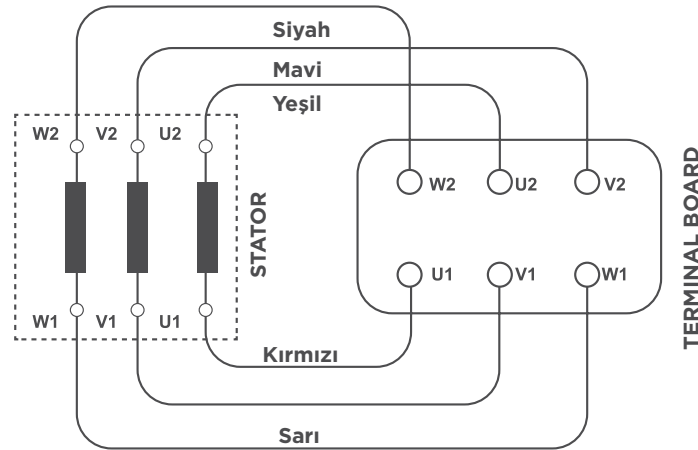 Siyah
Mavi
Yeşil
W2 V2 U2
W2 U2 V2
STATOR
TERMINAL BOARD
U1 V1 W1
W1 V1 U1
Kırmızı
Sarı